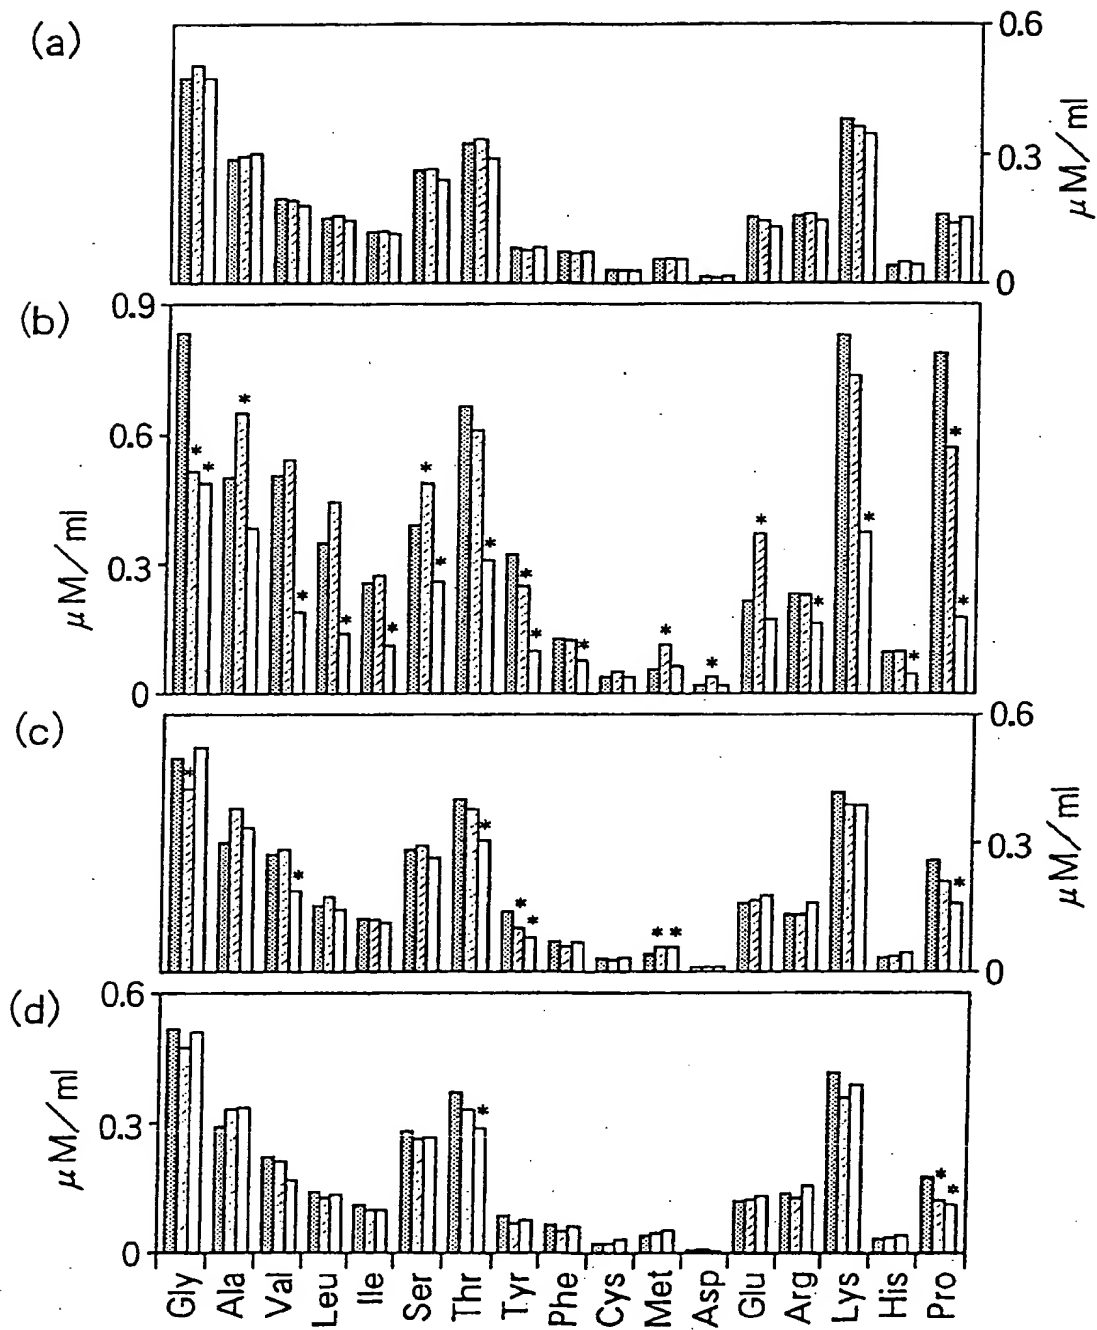 (a)
0.6
0.3
0
μM/ml
(b)
0.9
0.6
0.3
0
μM/ml
* * * * * * * * * * * * * * * * * * * * *
(c)
0.6
0.3
0
μM/ml
* * * * * * * *
(d)
0.6
0.3
0
μM/ml
* * *
Gly Ala Val Leu Ile Ser Thr Tyr Phe Cys Met Asp Glu Arg Lys His Pro